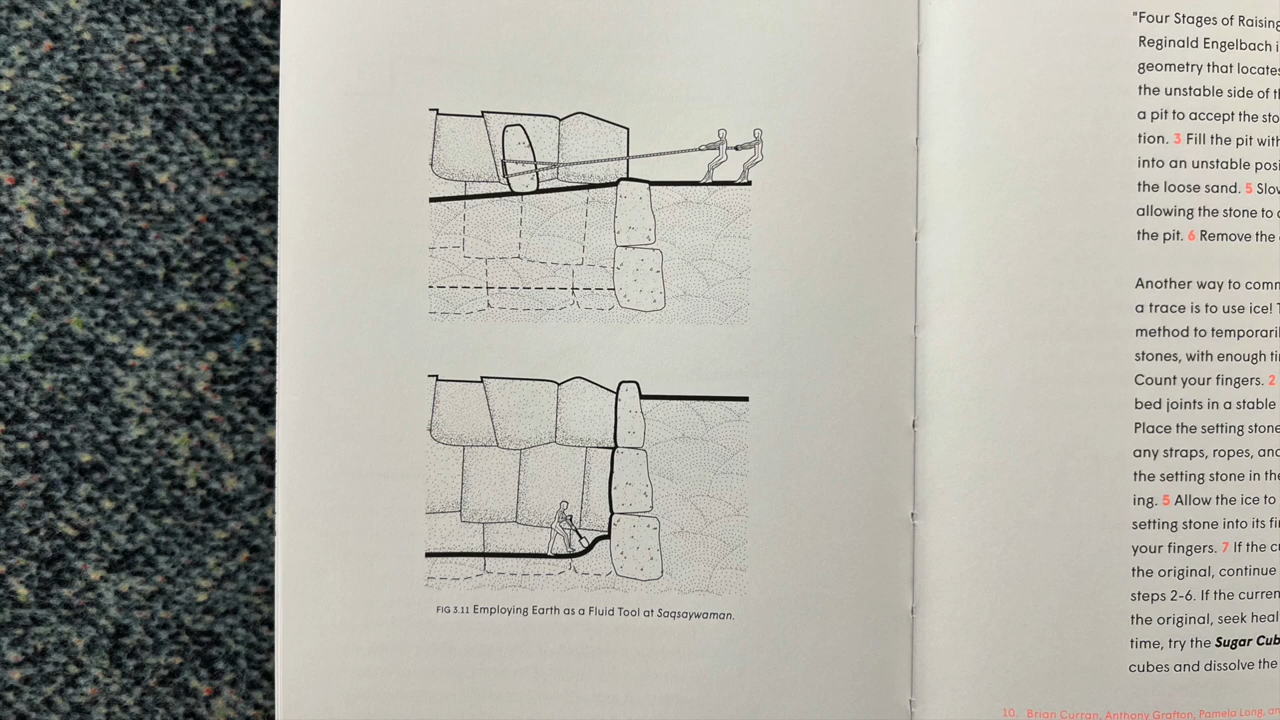 FIG 3.11 Employing Earth as a Fluid Tool at Saqsaywaman.
"Four Stages of Raising
Reginald Engelbach i
geometry that locates
the unstable side of th
a pit to accept the sto
tion. 3 Fill the pit with
into an unstable posi
the loose sand. 5 Slov
allowing the stone to
the pit. 6 Remove the
Another way to comm
a trace is to use ice!
method to temporaril
stones, with enough ti
Count your fingers. 2
bed joints in a stable
Place the setting stone
any straps, ropes, and
the setting stone in the
ing. 5 Allow the ice to
setting stone into its fi
your fingers. 7 If the cu
the original, continue
steps 2-6. If the curren
the original, seek heal
time, try the Sugar Cub
cubes and dissolve the
10. Brian Curran, Anthony Grafton, Pamela Long, an